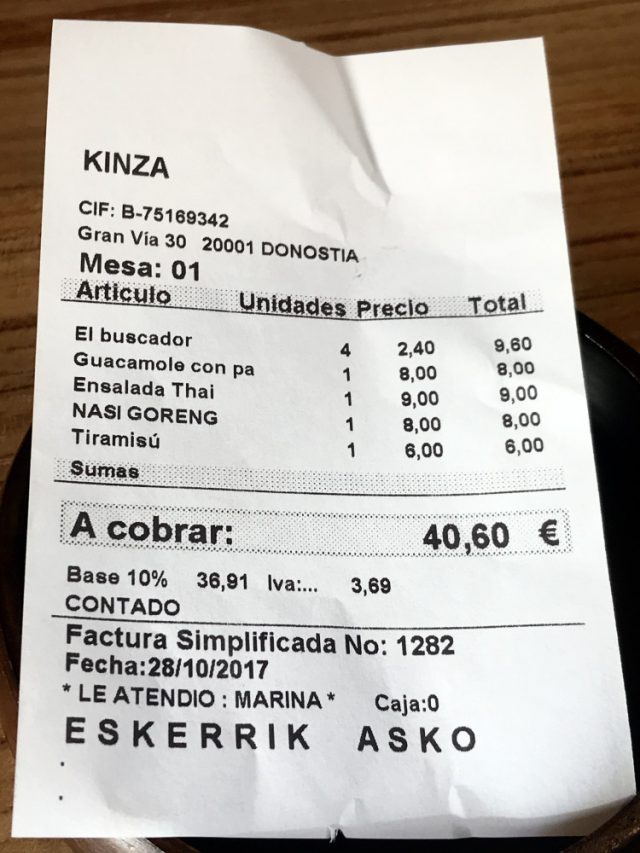 KINZA
CIF: B-75169342
Gran Vía 30 20001 DONOSTIA
Mesa: 01
Articulo Unidades Precio Total
El buscador 4 2,40 9,60
Guacamole con pa 1 8,00 8,00
Ensalada Thai 1 9,00 9,00
NASI GORENG 1 8,00 8,00
Tiramisú 1 6,00 6,00
Sumas
A cobrar: 40,60 €
Base 10% 36,91 Iva:... 3,69
CONTADO
Factura Simplificada No: 1282
Fecha:28/10/2017
* LE ATENDIO : MARINA * Caja:0
ESKERRIK ASKO
.
.